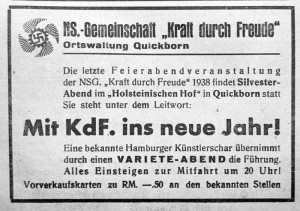 NS.-Gemeinschaft „Kraft durch Freude"
Ortswaltung Quickborn
Die letzte Feierabendveranstaltung
der NSG. „Kraft durch Freude" 1938 findet Silvester-
Abend im „Holsteinischen Hof" in Quickborn statt
Sie steht unter dem Leitwort:
Mit KdF. ins neue Jahr!
Eine bekannte Hamburger Künstlerschar übernimmt
durch einen VARIETE-ABEND die Führung.
Alles Einsteigen zur Mitfahrt um 20 Uhr!
Vorverkaufskarten zu RM. —.50 an den bekannten Stellen